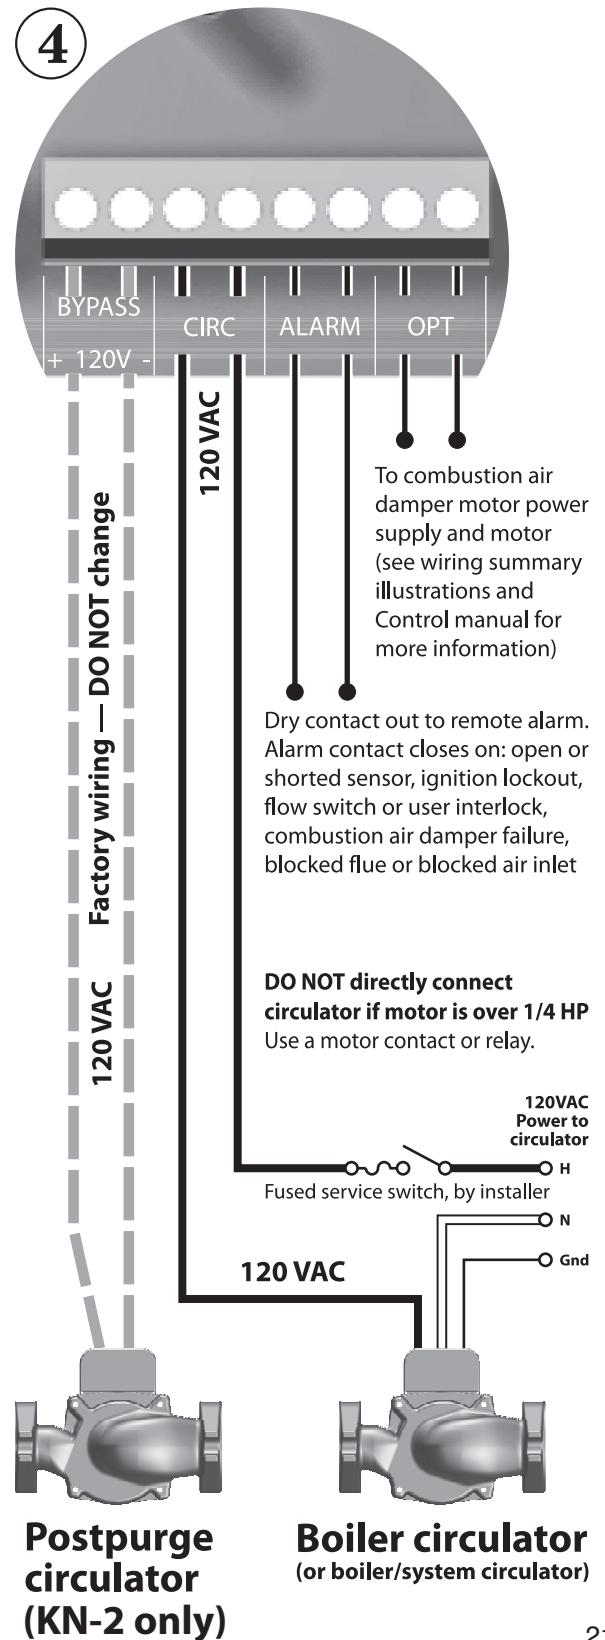 4
BYPASS
+ 120V -
CIRC
ALARM
OPT
120 VAC
To combustion air
damper motor power
supply and motor
(see wiring summary
illustrations and
Control manual for
more information)
Factory wiring — DO NOT change
120 VAC
Dry contact out to remote alarm.
Alarm contact closes on: open or
shorted sensor, ignition lockout,
flow switch or user interlock,
combustion air damper failure,
blocked flue or blocked air inlet
DO NOT directly connect
circulator if motor is over 1/4 HP
Use a motor contact or relay.
120VAC
Power to
circulator
H
Fused service switch, by installer
N
Gnd
120 VAC
Postpurge
circulator
(KN-2 only)
Boiler circulator
(or boiler/system circulator)